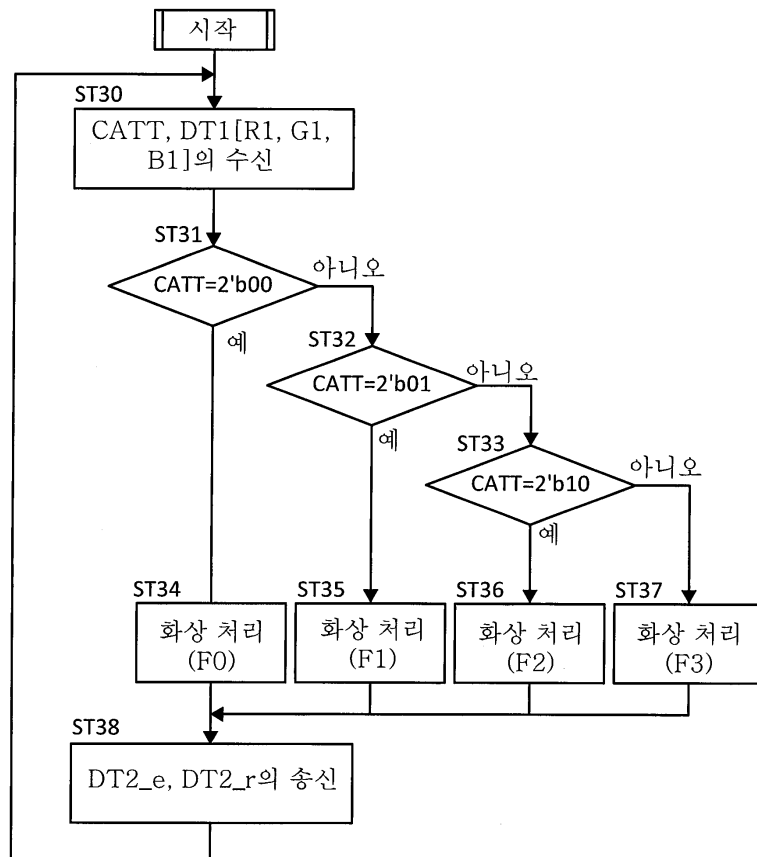 시작
ST30
CATT, DT1[R1, G1,
B1]의 수신
ST31
CATT=2'b00
아니오
예
ST32
CATT=2'b01
아니오
예
ST33
CATT=2'b10
아니오
예
ST34
화상 처리
(F0)
ST35
화상 처리
(F1)
ST36
화상 처리
(F2)
ST37
화상 처리
(F3)
ST38
DT2_e, DT2_r의 송신